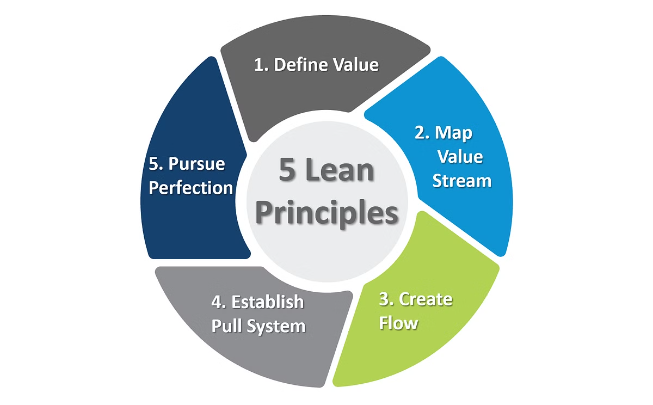 1. Define Value
2. Map
Value
Stream
3. Create
Flow
4. Establish
Pull System
5. Pursue
Perfection
5 Lean
Principles